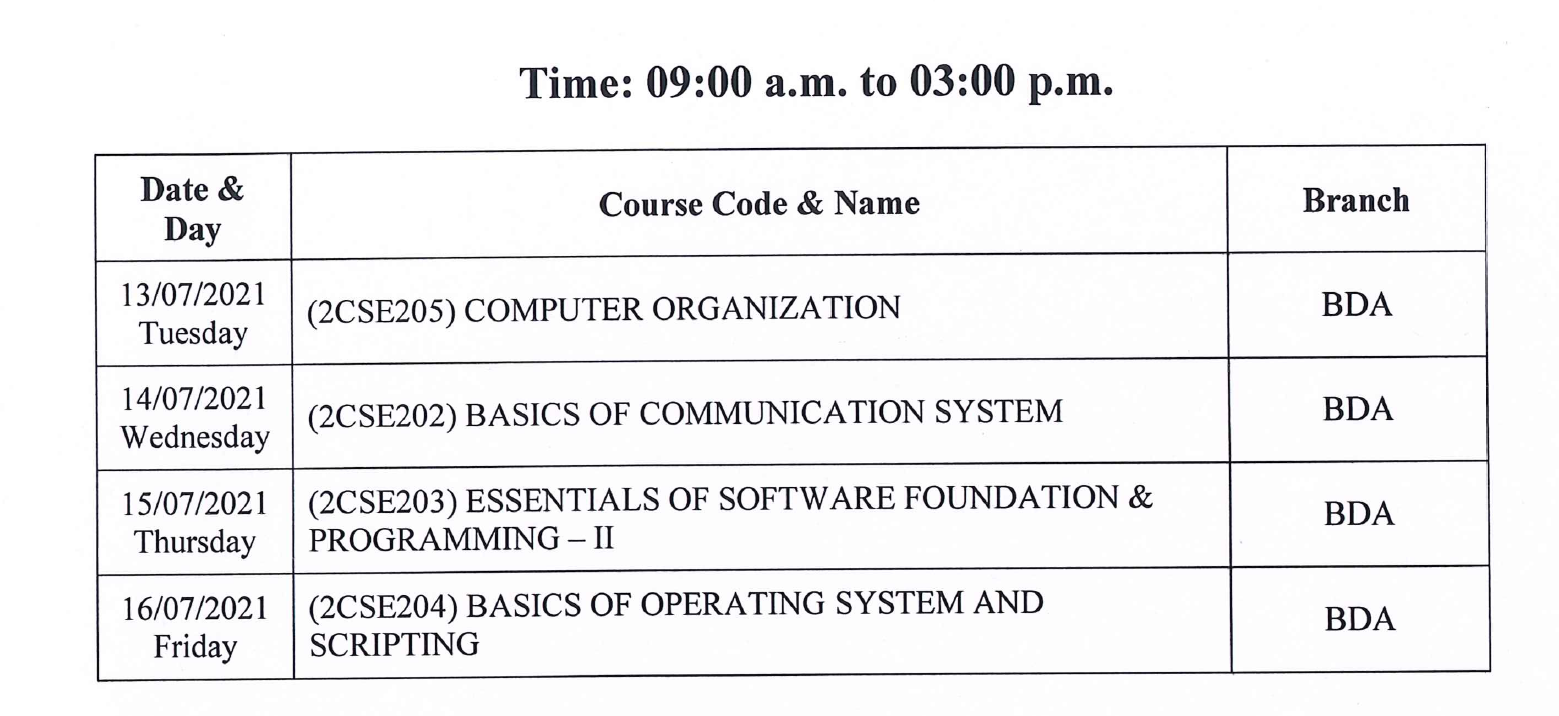 Time: 09:00 a.m. to 03:00 p.m.
Date &
Day
Course Code & Name
Branch
13/07/2021
Tuesday
(2CSE205) COMPUTER ORGANIZATION
BDA
14/07/2021
Wednesday
(2CSE202) BASICS OF COMMUNICATION SYSTEM
BDA
15/07/2021
Thursday
(2CSE203) ESSENTIALS OF SOFTWARE FOUNDATION &
PROGRAMMING – II
BDA
16/07/2021
Friday
(2CSE204) BASICS OF OPERATING SYSTEM AND
SCRIPTING
BDA